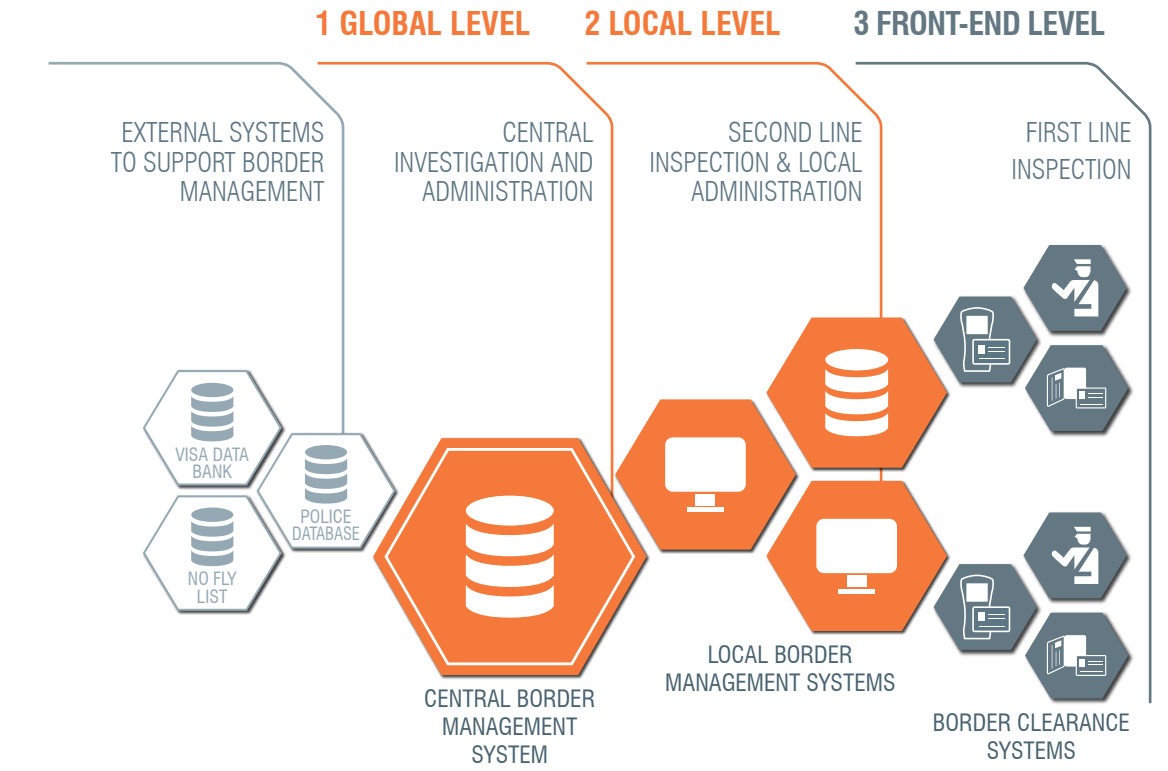 1 GLOBAL LEVEL
2 LOCAL LEVEL
3 FRONT-END LEVEL
EXTERNAL SYSTEMS
TO SUPPORT BORDER
MANAGEMENT
CENTRAL
INVESTIGATION AND
ADMINISTRATION
SECOND LINE
INSPECTION & LOCAL
ADMINISTRATION
FIRST LINE
INSPECTION
VISA DATA
BANK
POLICE
DATABASE
NO FLY
LIST
CENTRAL BORDER
MANAGEMENT
SYSTEM
LOCAL BORDER
MANAGEMENT SYSTEMS
BORDER CLEARANCE
SYSTEMS